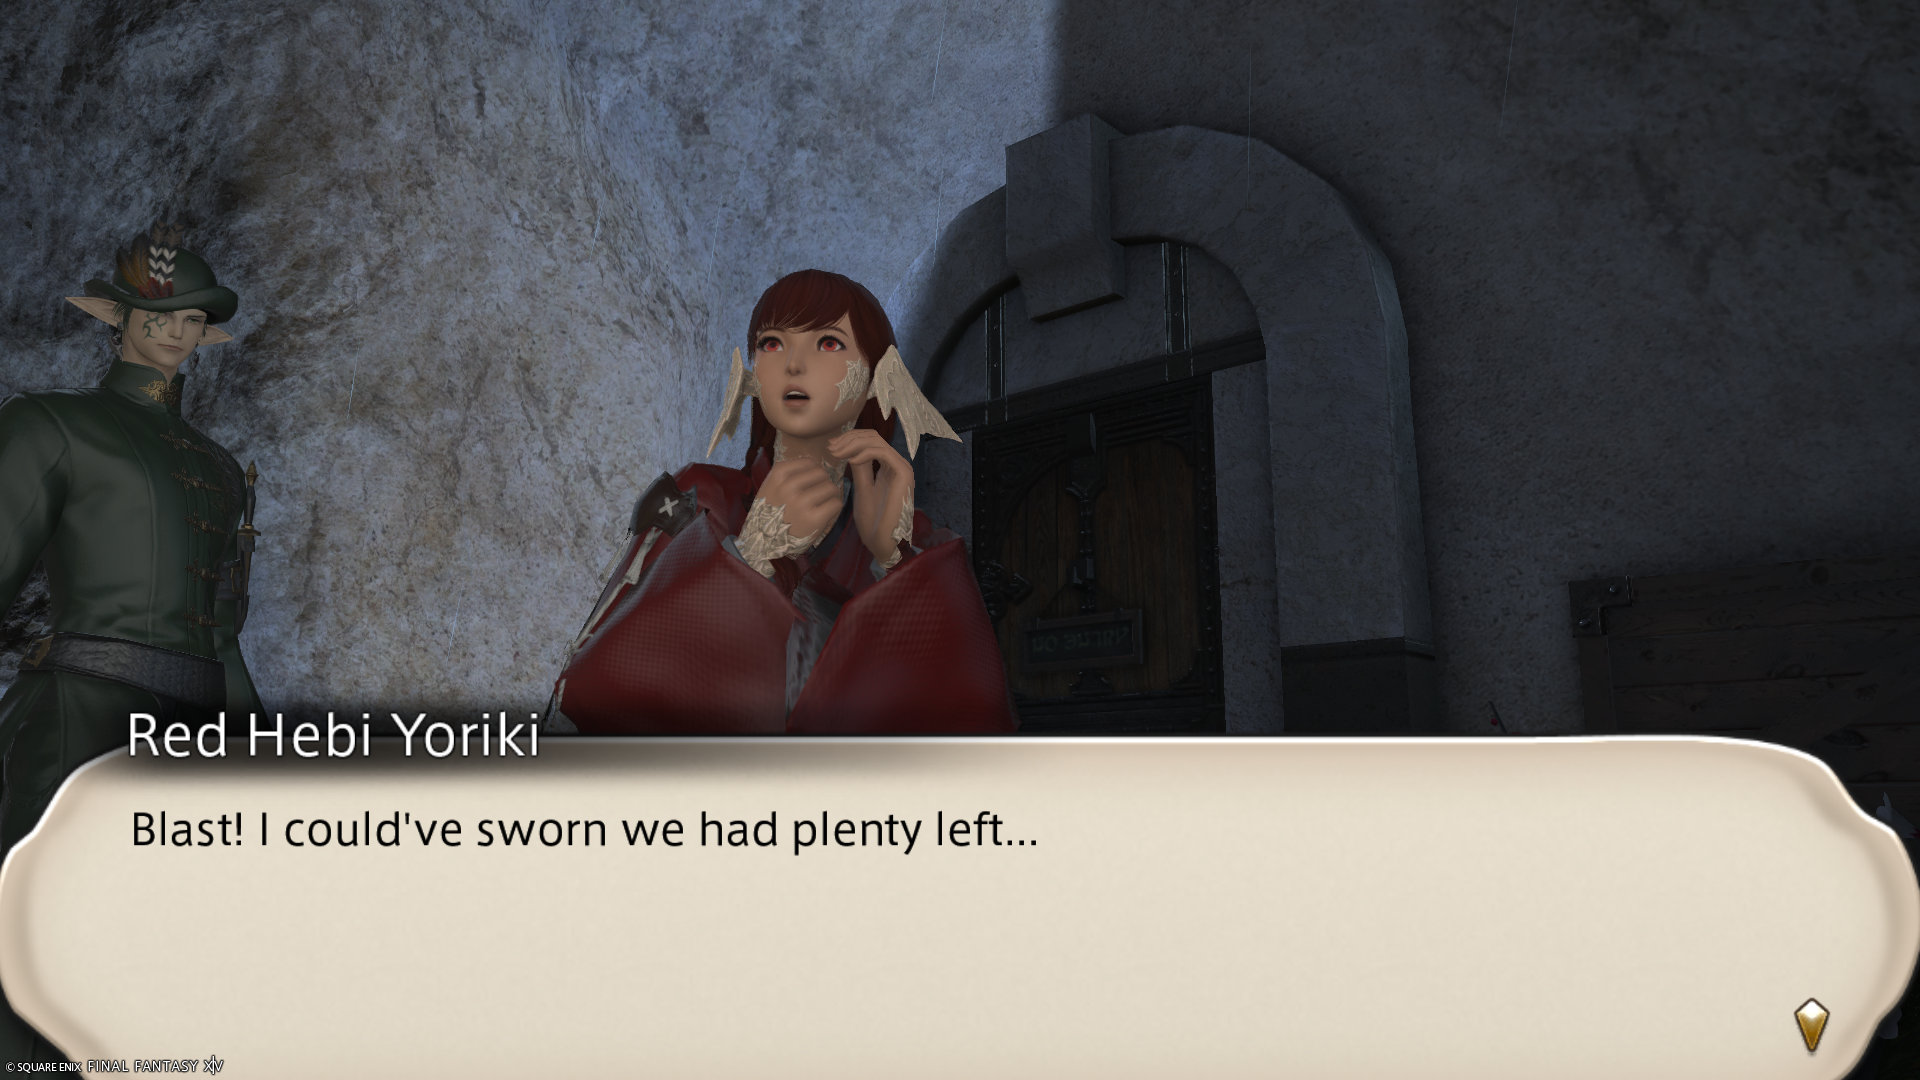 Red Hebi Yoriki
Blast! I could've sworn we had plenty left...
© SQUARE ENIX FINAL FANTASY XIV